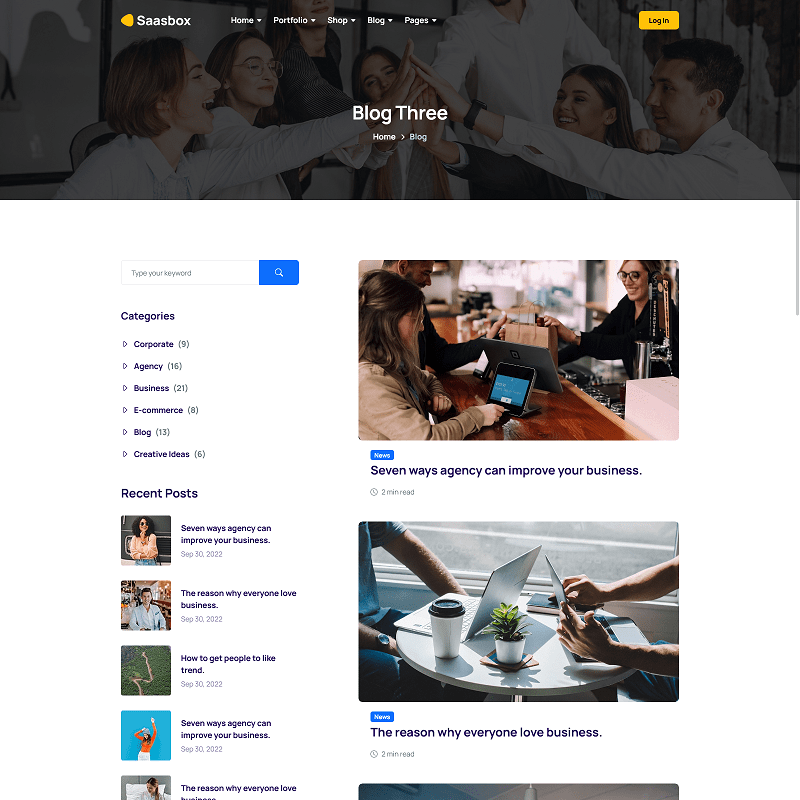 Saasbox
Home Portfolio Shop Blog Pages
Log In
Blog Three
Home > Blog
Type your keyword
Categories
Corporate (9)
Agency (16)
Business (21)
E-commerce (8)
Blog (13)
Creative Ideas (6)
Recent Posts
Seven ways agency can
improve your business.
Sep 30, 2022
The reason why everyone love
business.
Sep 30, 2022
How to get people to like
trend.
Sep 30, 2022
Seven ways agency can
improve your business.
Sep 30, 2022
The reason why everyone love
business.
News
Seven ways agency can improve your business.
2 min read
News
The reason why everyone love business.
2 min read